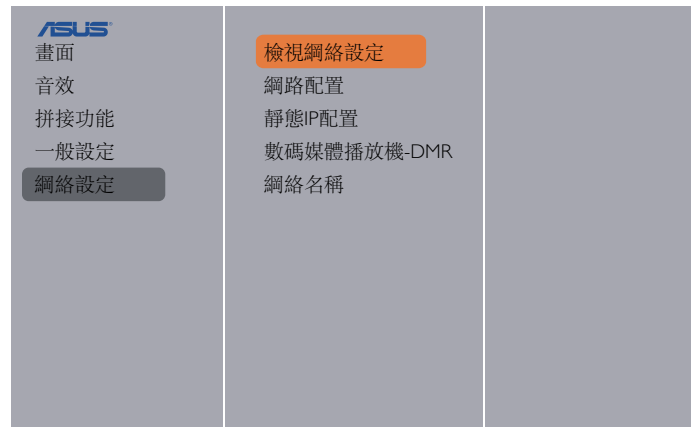 ASUS
畫面
音效
拼接功能
一般設定
網絡設定
檢視網絡設定
網路配置
靜態IP配置
數碼媒體播放機-DMR
網絡名稱